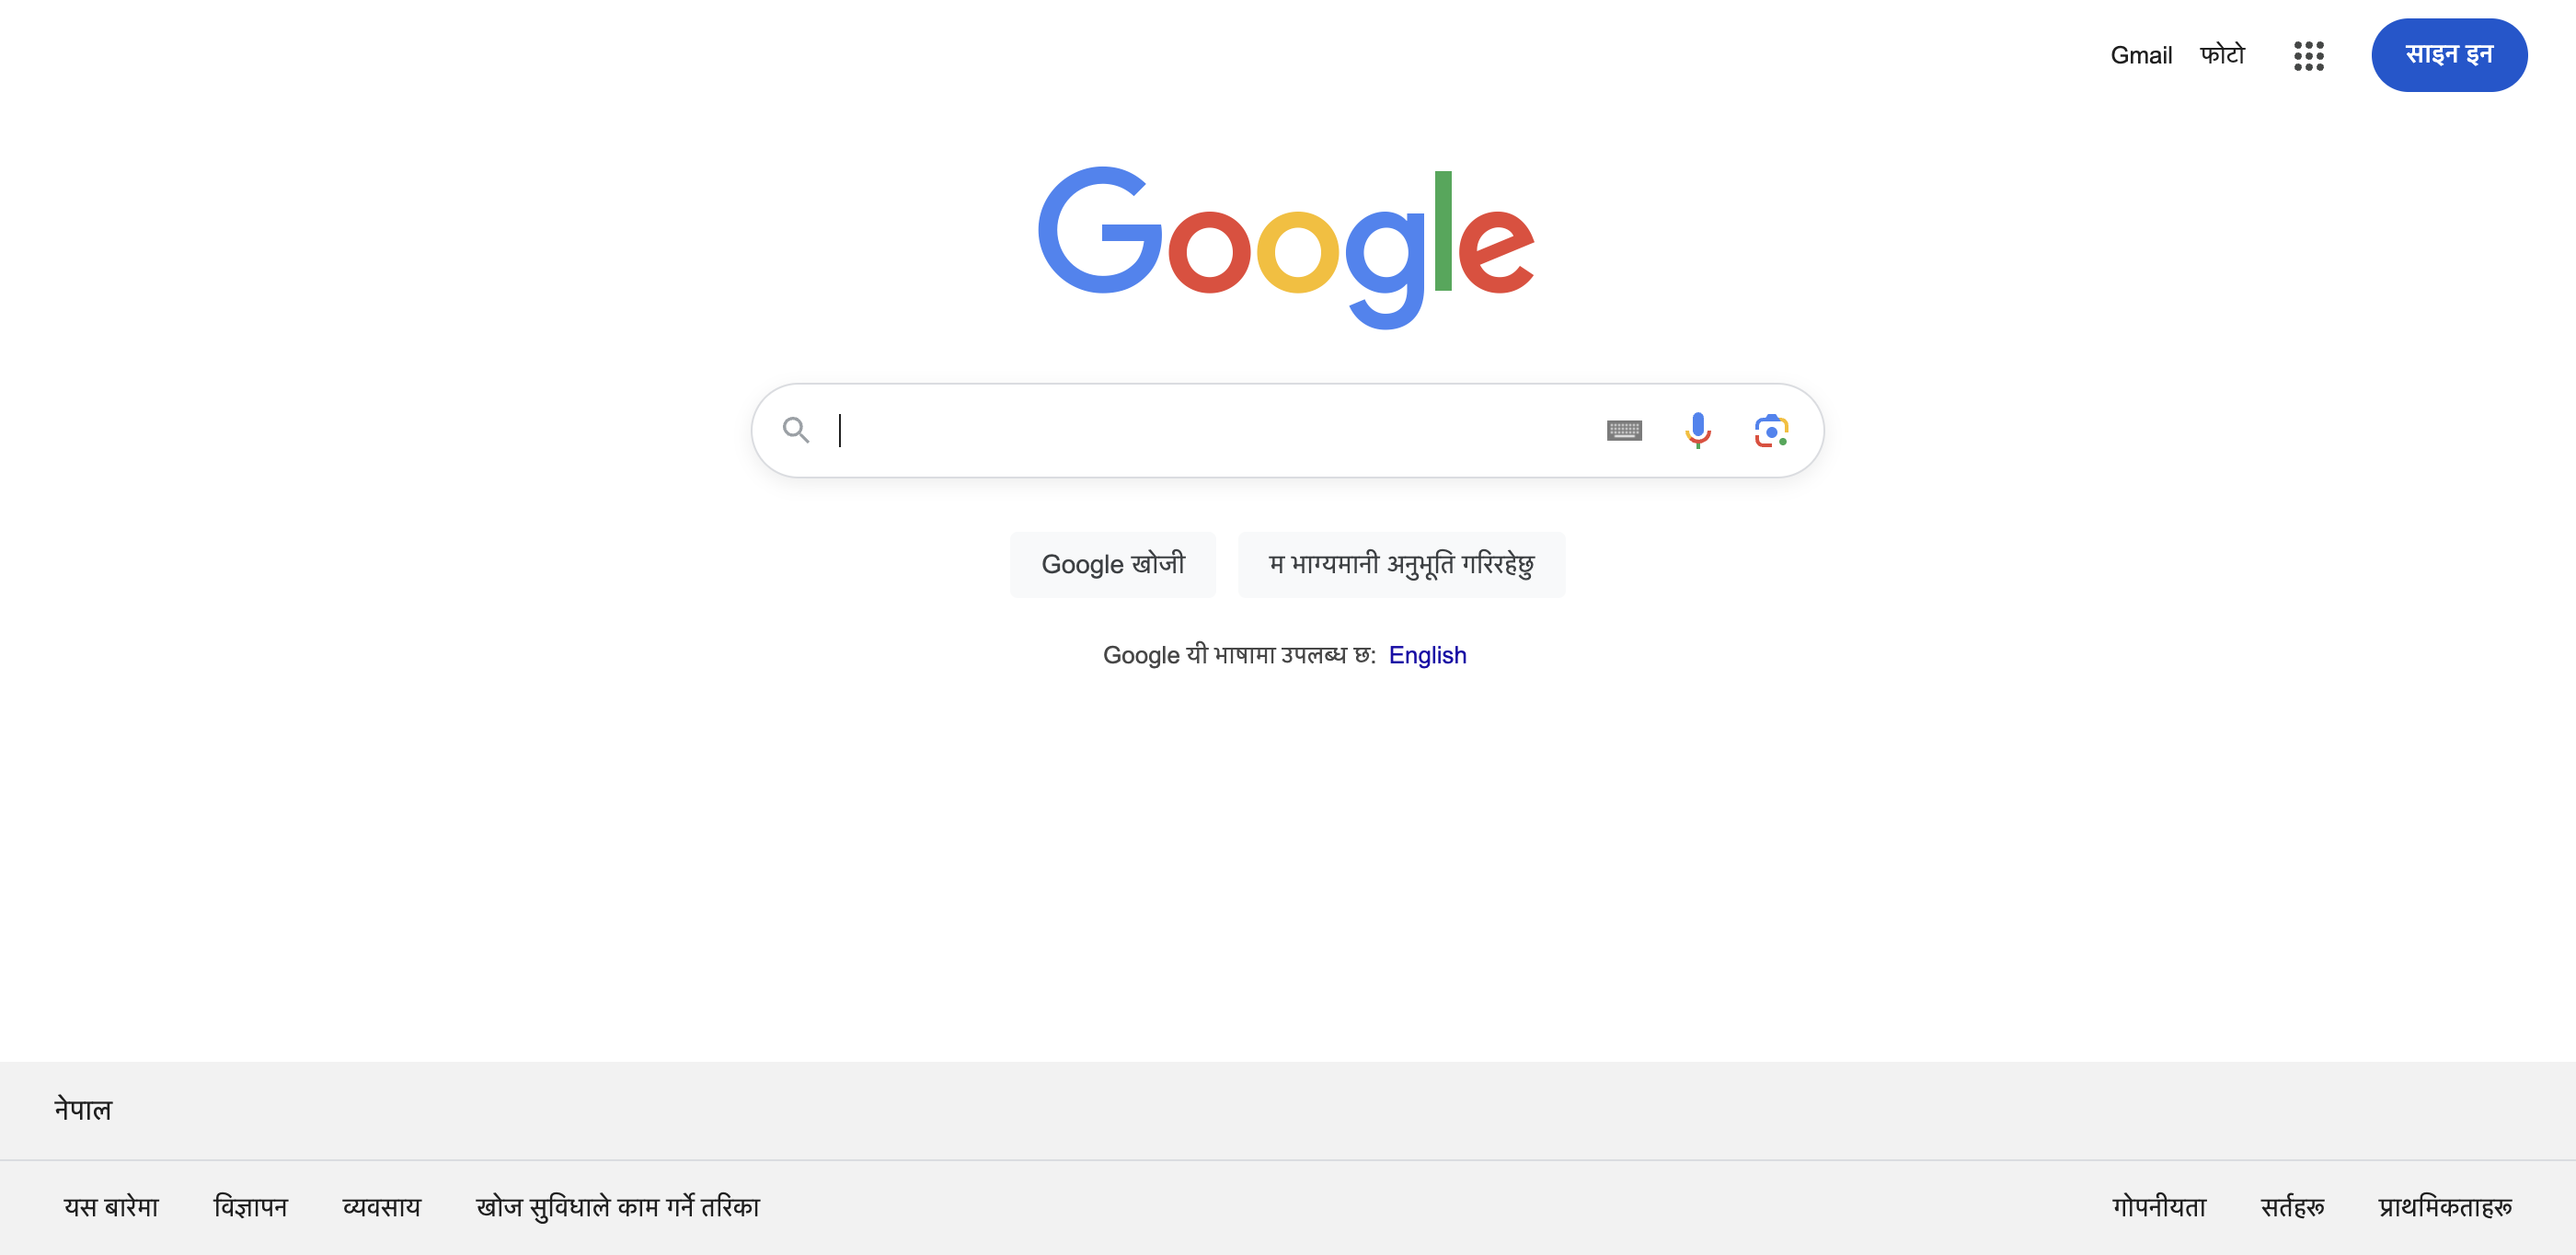 Gmail फोटो साइन इन
Google
Google खोजी म भाग्यमानी अनुभूति गरिरहेछु
Google यी भाषामा उपलब्ध छ: English
नेपाल
यस बारेमा विज्ञापन व्यवसाय खोज सुविधाले काम गर्ने तरिका गोपनीयता सर्तहरू प्राथमिकताहरू